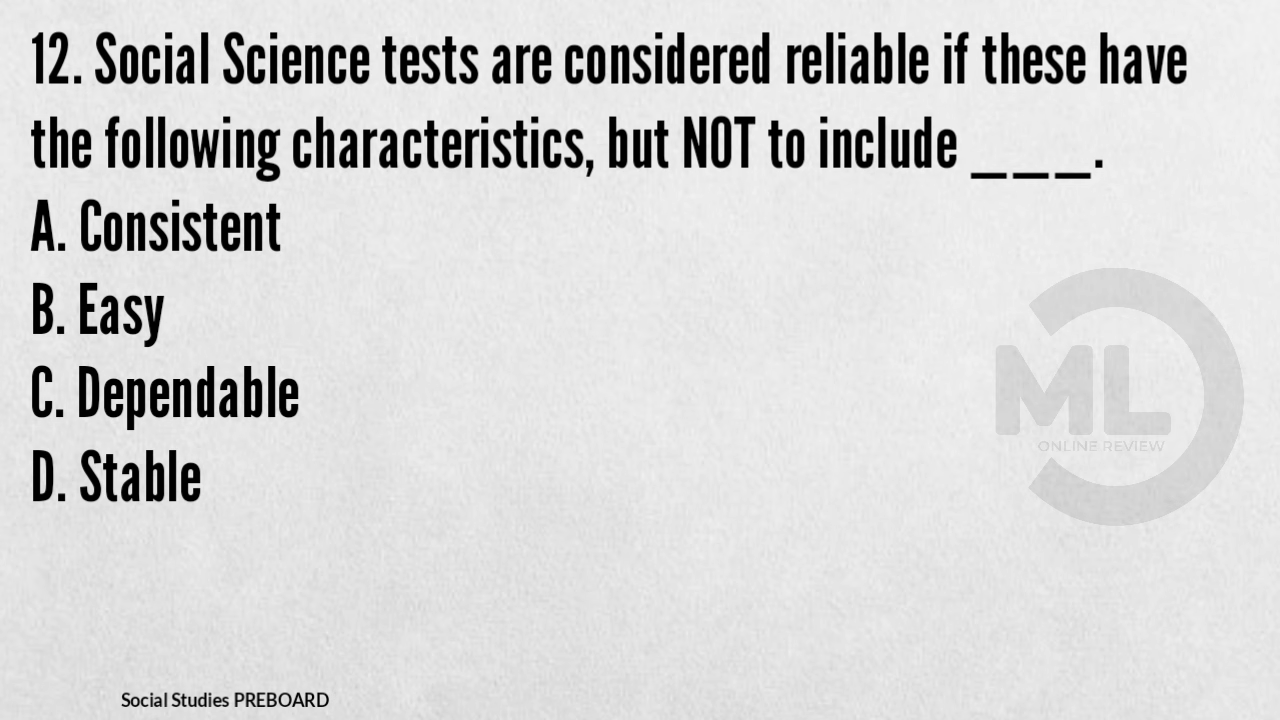 12. Social Science tests are considered reliable if these have
the following characteristics, but NOT to include ___.
A. Consistent
B. Easy
C. Dependable
D. Stable
ML
ONLINE REVIEW
Social Studies PREBOARD